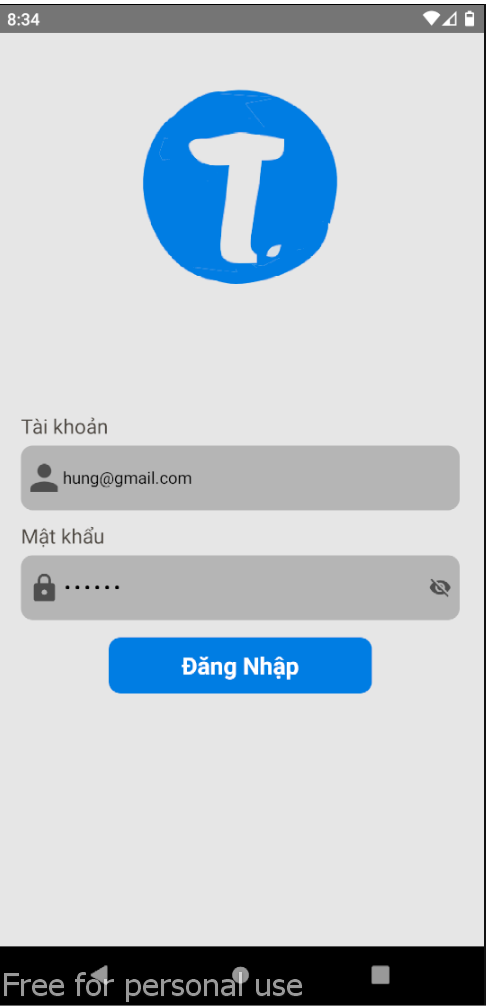 8:34
T.
Tài khoản
hung@gmail.com
Mật khẩu
••••••
Đăng Nhập
Free for personal use